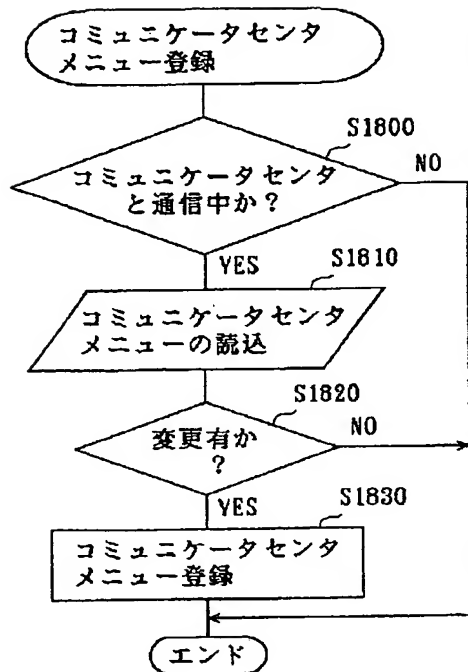 コミュニケータセンタ
メニュー登録
S1800
NO
コミュニケータセンタ
と通信中か?
YES
S1810
コミュニケータセンタ
メニューの読込
S1820
NO
変更有か
?
YES
S1830
コミュニケータセンタ
メニュー登録
エンド